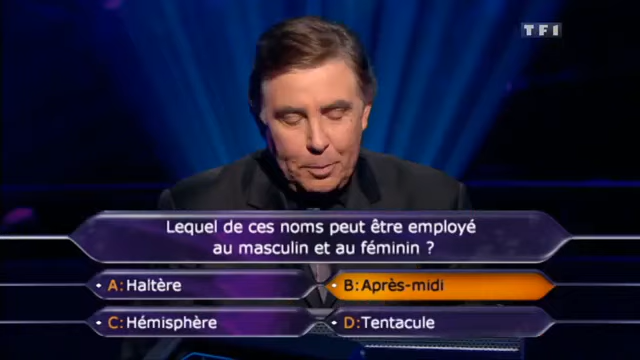 TF1
Lequel de ces noms peut être employé
au masculin et au féminin ?
A: Haltère
B: Après-midi
C: Hémisphère
D: Tentacule